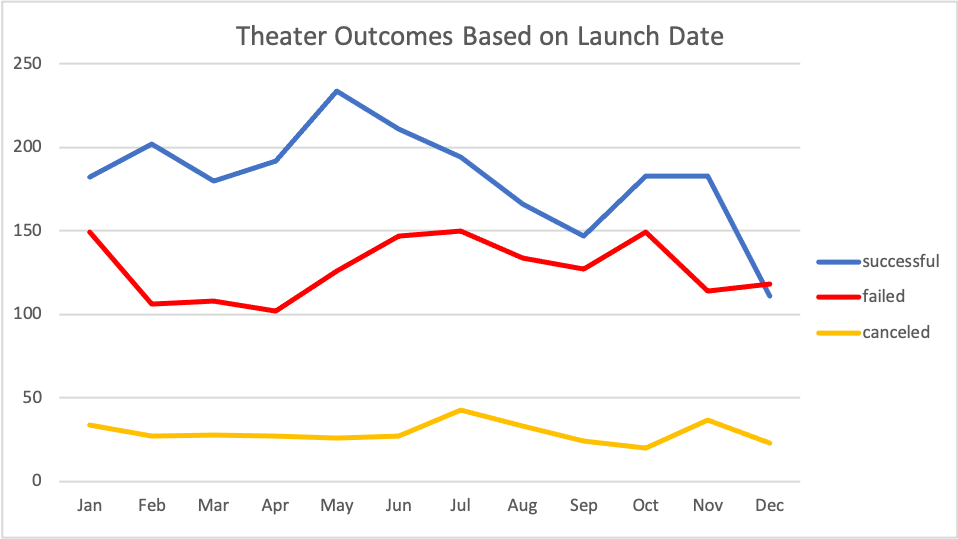 Theater Outcomes Based on Launch Date
250
200
150
100
50
0
Jan Feb Mar Apr May Jun Jul Aug Sep Oct Nov Dec
successful
failed
canceled